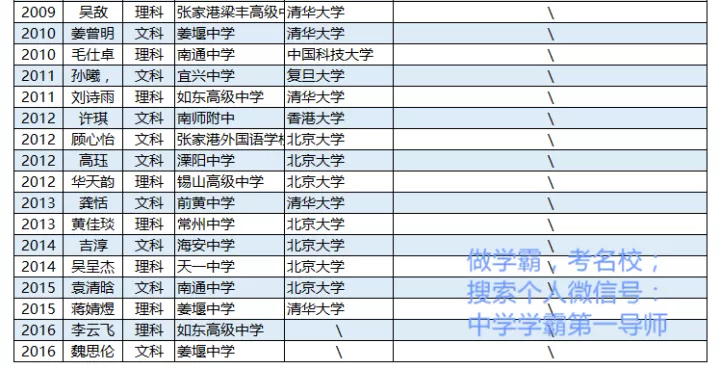 2009 吴敌 理科 张家港梁丰高级中 清华大学 \
2010 姜曾明 文科 姜堰中学 清华大学 \
2010 毛仕卓 理科 南通中学 中国科技大学 \
2011 孙曦， 文科 宜兴中学 复旦大学 \
2011 刘诗雨 理科 如东高级中学 清华大学 \
2012 许琪 文科 南师附中 香港大学 \
2012 顾心怡 文科 张家港外国语学校 北京大学 \
2012 高珏 文科 溧阳中学 北京大学 \
2012 华天韵 理科 锡山高级中学 北京大学 \
2013 龚恬 文科 前黄中学 清华大学 \
2013 黄佳琰 理科 常州中学 北京大学 \
2014 吉淳 文科 海安中学 北京大学 \
2014 吴呈杰 理科 天一中学 北京大学 \
2015 袁清晗 文科 南通中学 北京大学 \
2015 蒋婧煜 理科 姜堰中学 清华大学 \
2016 李云飞 理科 如东高级中学 \ \
2016 魏思伦 文科 姜堰中学 \ \
做学霸，考名校；
搜索个人微信号：
中学学霸第一导师